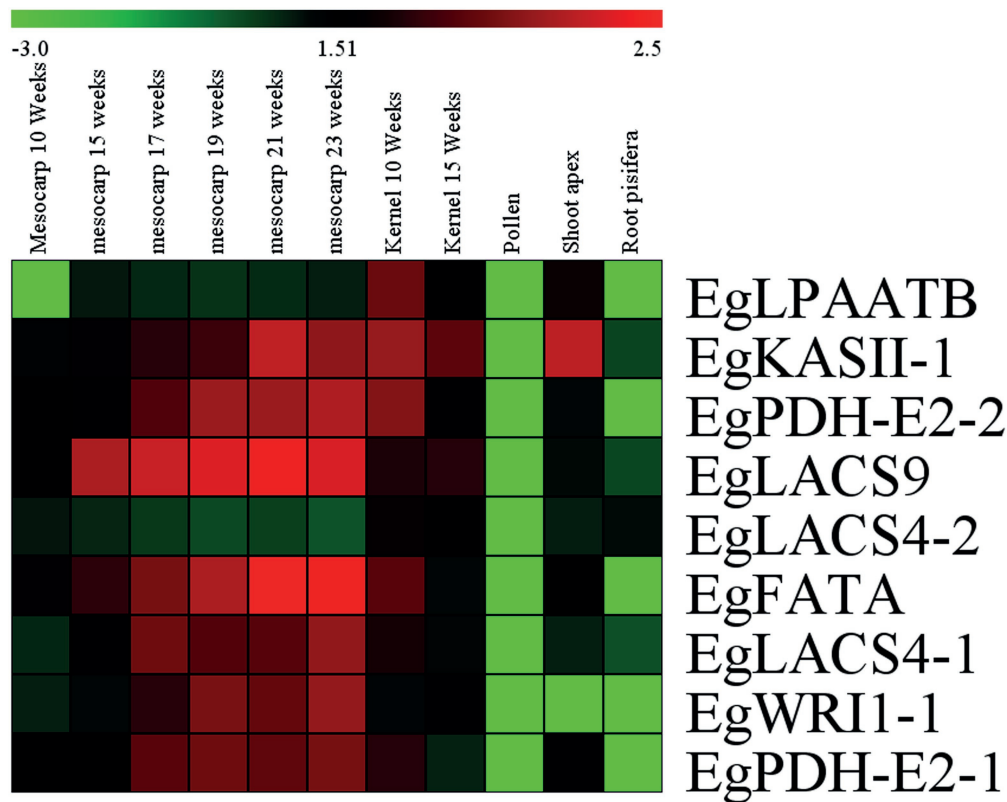 -3.0 1.51 2.5
Mesocarp 10 Weeks
mesocarp 15 weeks
mesocarp 17 weeks
mesocarp 19 weeks
mesocarp 21 weeks
mesocarp 23 weeks
Kernel 10 Weeks
Kernel 15 Weeks
Pollen
Shoot apex
Root pisifera
EgLPAATB
EgKASII-1
EgPDH-E2-2
EgLACS9
EgLACS4-2
EgFATA
EgLACS4-1
EgWRI1-1
EgPDH-E2-1